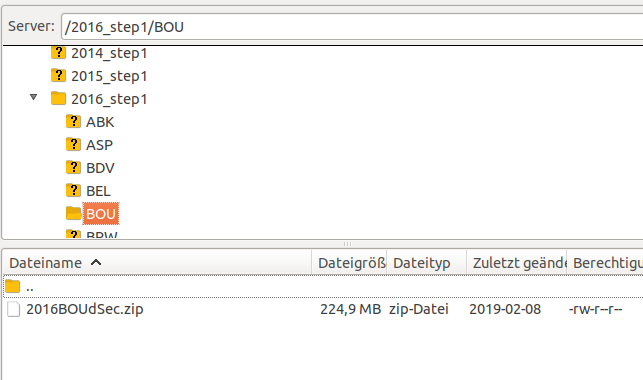 Server: /2016_step1/BOU
? 2014_step1
? 2015_step1
2016_step1
? ABK
? ASP
? BDV
? BEL
BOU
Dateiname Dateigröß Dateityp Zuletzt geände Berechtigu
..
2016BOUdSec.zip 224,9 MB zip-Datei 2019-02-08 -rw-r--r--